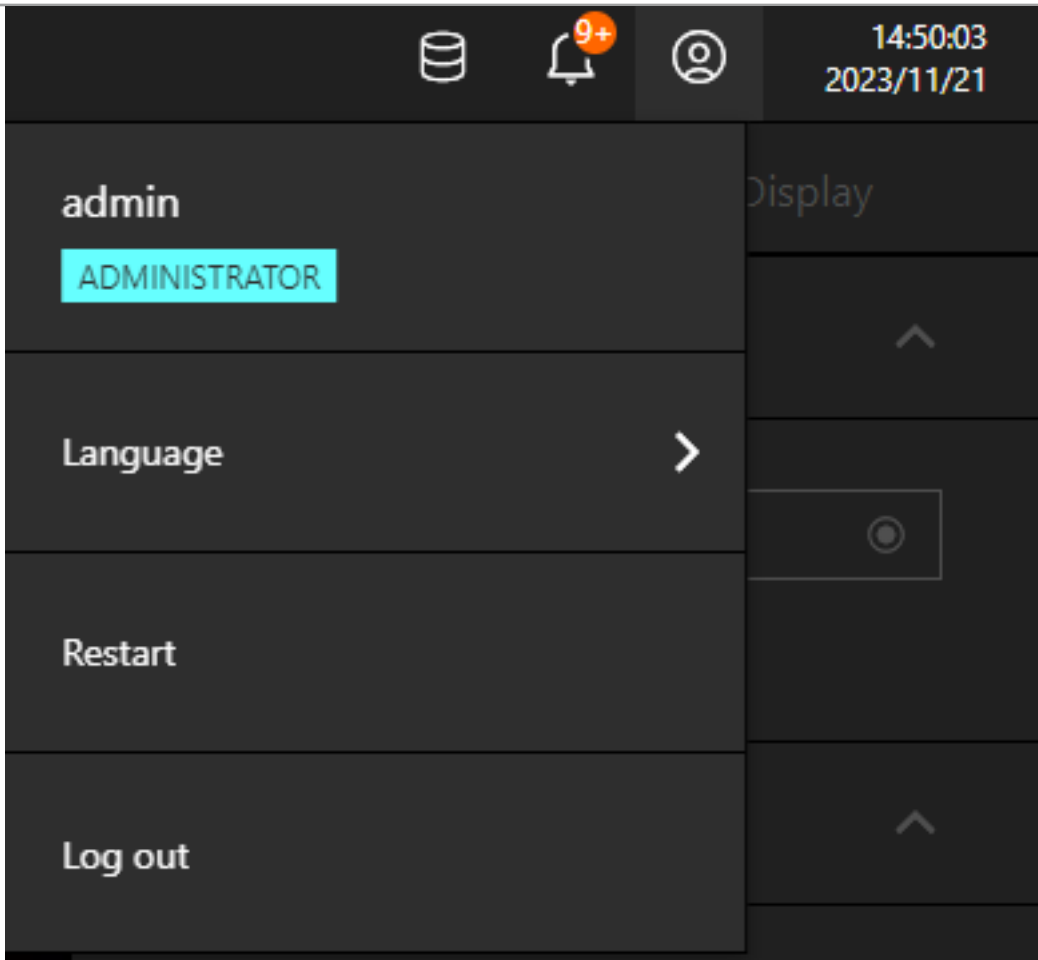 9+
14:50:03
2023/11/21
admin
Display
ADMINISTRATOR
Language
Restart
Log out